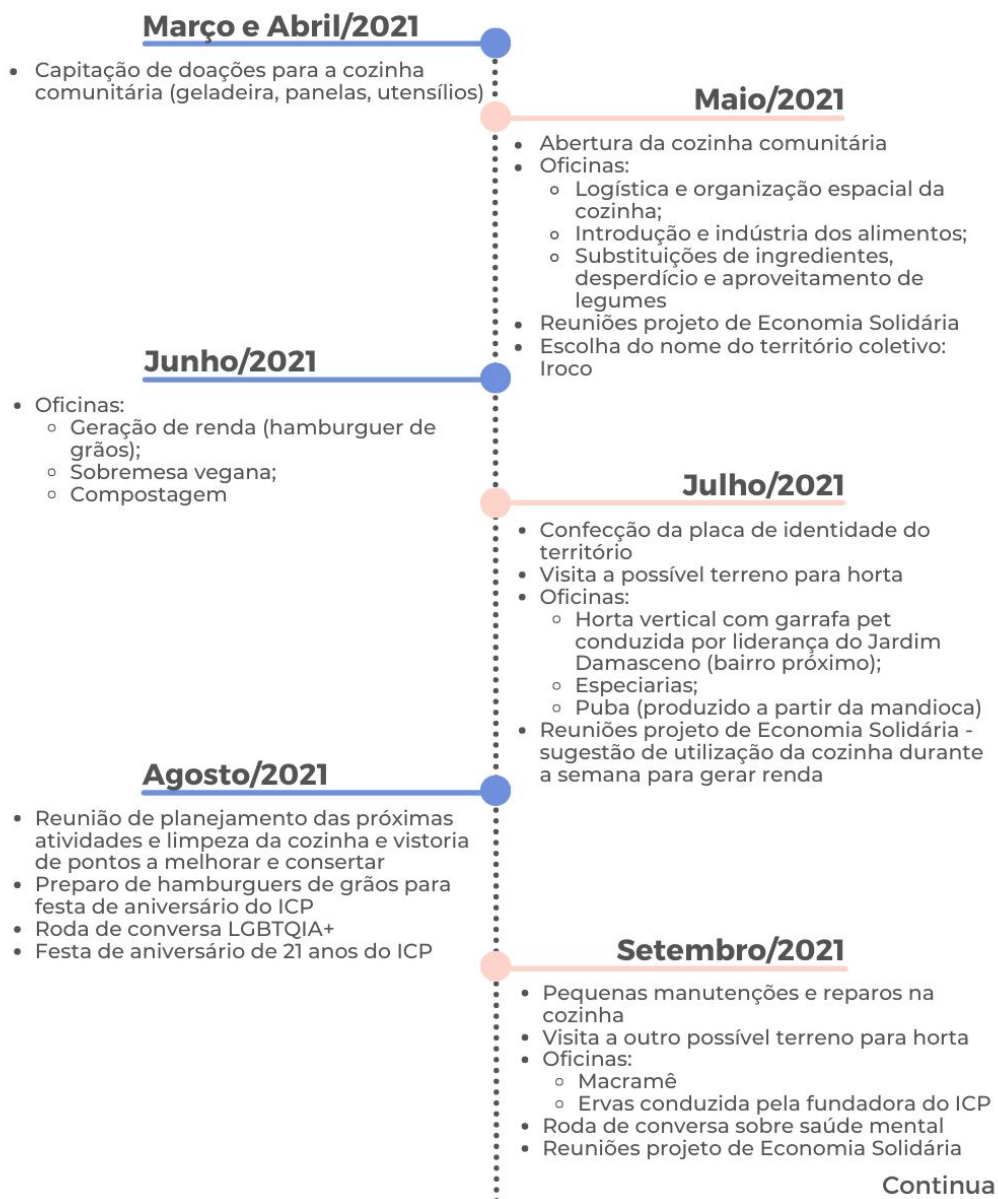 Março e Abril/2021
• Capitação de doações para a cozinha
comunitária (geladeira, panelas, utensílios)
Maio/2021
• Abertura da cozinha comunitária
• Oficinas:
◦ Logística e organização espacial da
cozinha;
◦ Introdução e indústria dos alimentos;
◦ Substituições de ingredientes,
desperdício e aproveitamento de
legumes
• Reuniões projeto de Economia Solidária
• Escolha do nome do território coletivo:
Iroco
Junho/2021
• Oficinas:
◦ Geração de renda (hamburguer de
grãos);
◦ Sobremesa vegana;
◦ Compostagem
Julho/2021
• Confecção da placa de identidade do
território
• Visita a possível terreno para horta
• Oficinas:
◦ Horta vertical com garrafa pet
conduzida por liderança do Jardim
Damasceno (bairro próximo);
◦ Especiarias;
◦ Puba (produzido a partir da mandioca)
• Reuniões projeto de Economia Solidária -
sugestão de utilização da cozinha durante
a semana para gerar renda
Agosto/2021
• Reunião de planejamento das próximas
atividades e limpeza da cozinha e vistoria
de pontos a melhorar e consertar
• Preparo de hamburguers de grãos para
festa de aniversário do ICP
• Roda de conversa LGBTQIA+
• Festa de aniversário de 21 anos do ICP
Setembro/2021
• Pequenas manutenções e reparos na
cozinha
• Visita a outro possível terreno para horta
• Oficinas:
◦ Macramê
◦ Ervas conduzida pela fundadora do ICP
• Roda de conversa sobre saúde mental
• Reuniões projeto de Economia Solidária
Continua